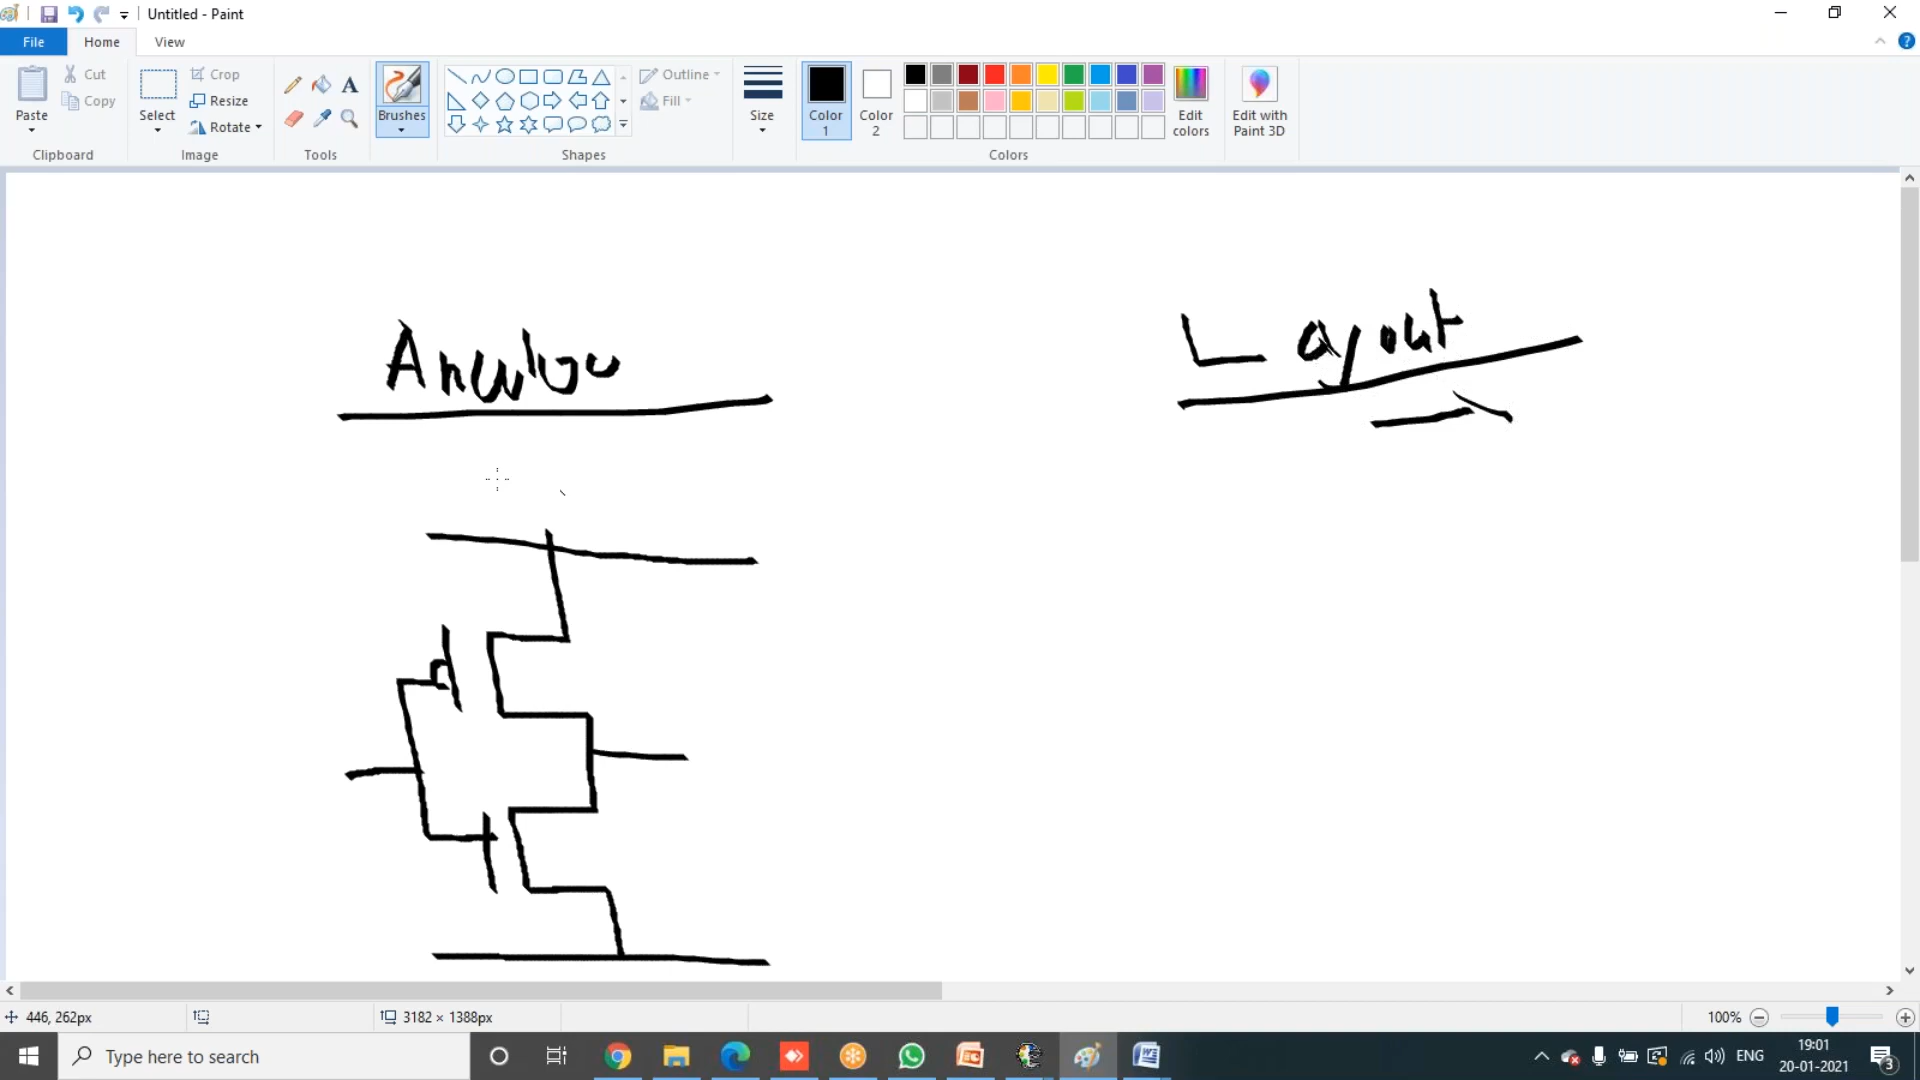 Untitled - Paint
File Home View
Cut
Copy
Paste
Clipboard
Select
Crop
Resize
Rotate
Image
Tools
Brushes
Shapes
Outline
Fill
Size
Color 1
Color 2
Colors
Edit colors
Edit with Paint 3D
Layout
446, 262px
3182 × 1388px
100%
Type here to search
ENG
19:01
20-01-2021
3